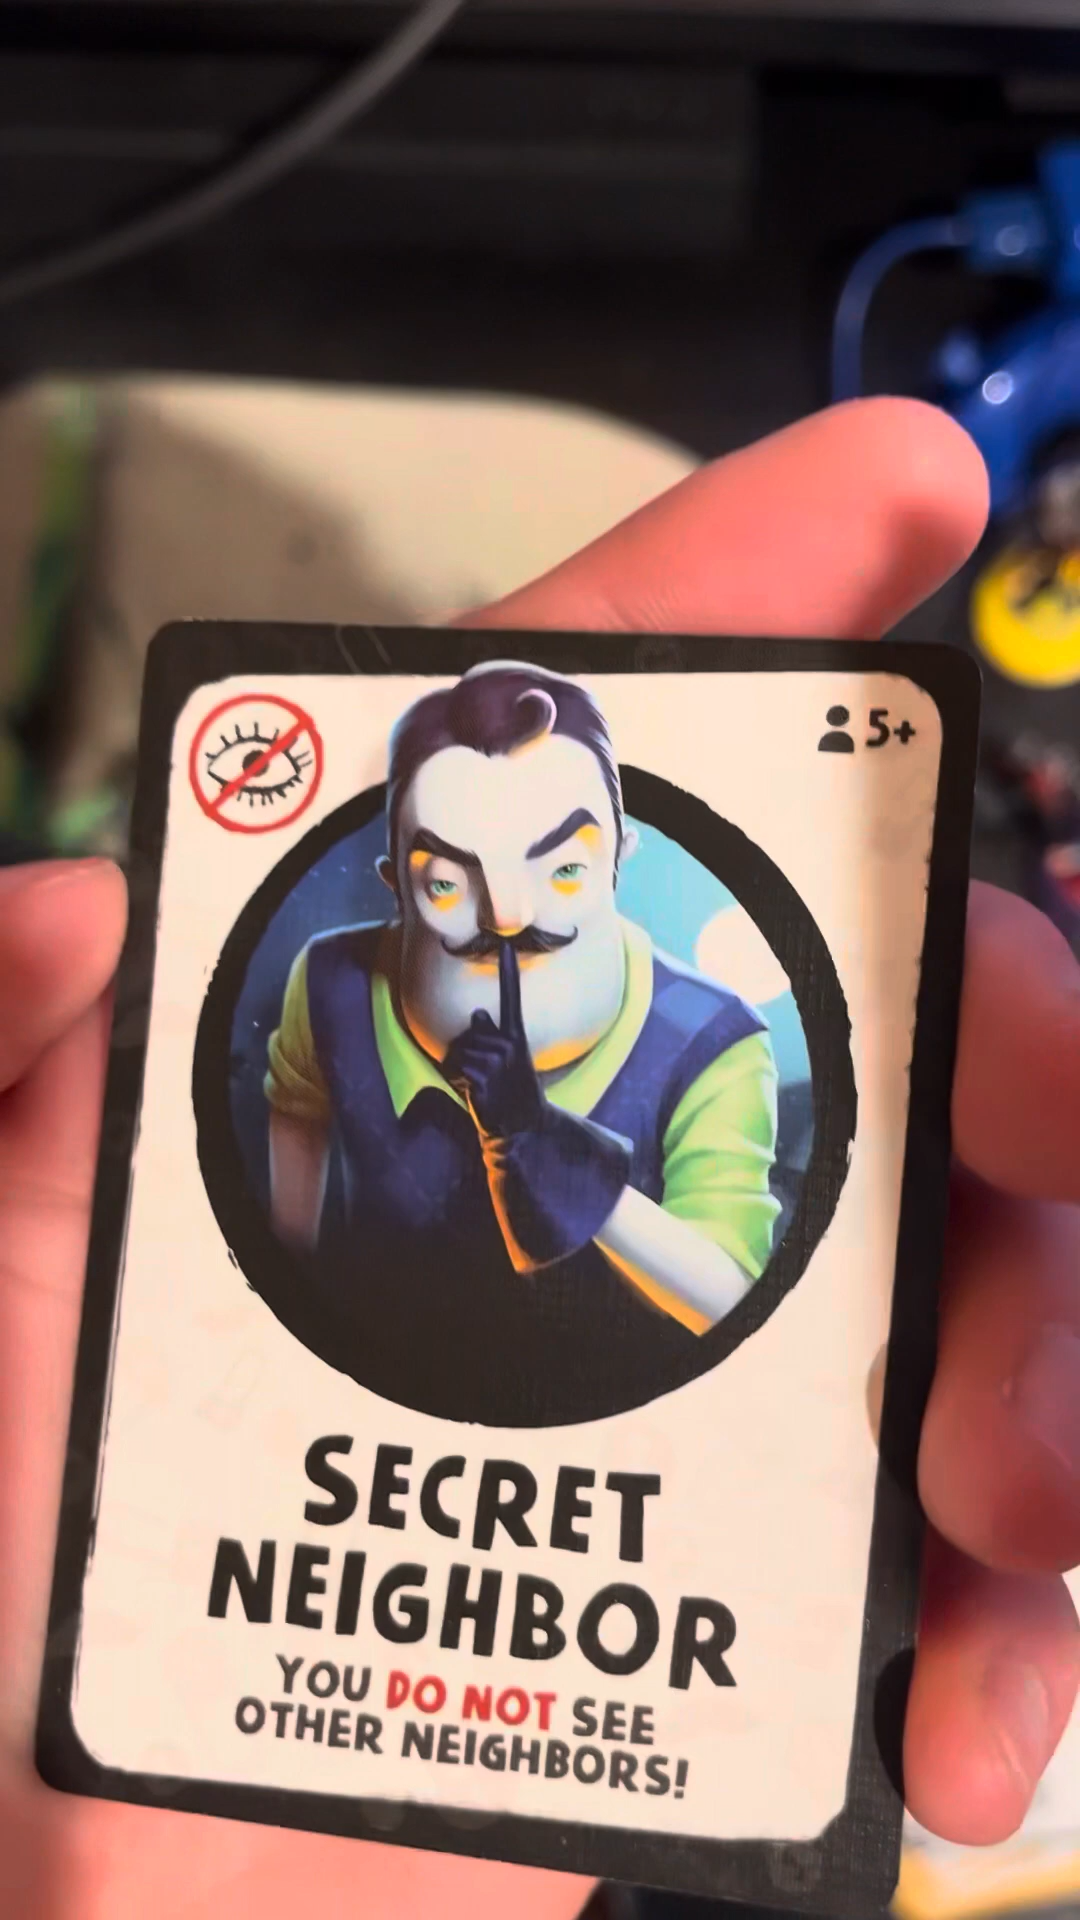 5+
SECRET
NEIGHBOR
YOU DO NOT SEE
OTHER NEIGHBORS!